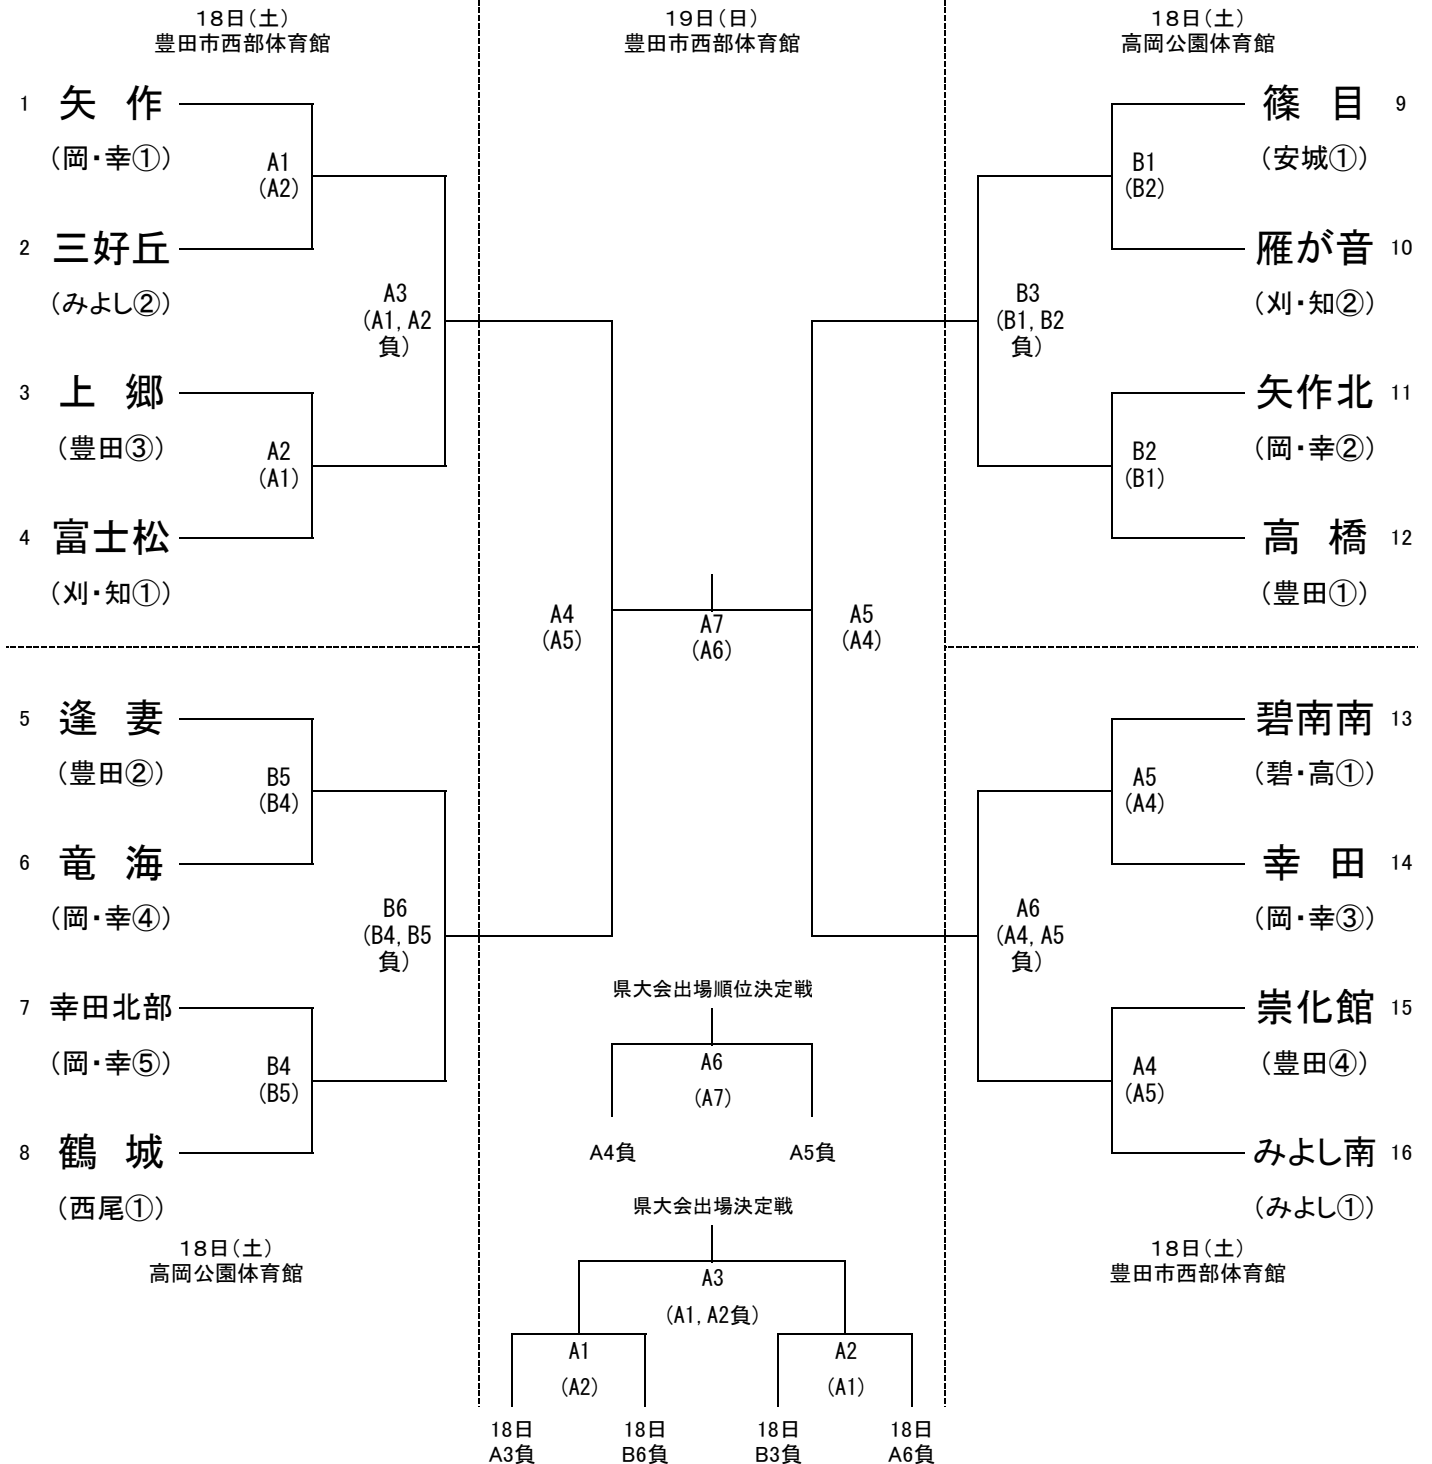 18日（土）
豊田市西部体育館
19日（日）
豊田市西部体育館
18日（土）
高岡公園体育館
1 矢 作
（岡・幸①）
A1
(A2)
2 三好丘
（みよし②）
A3
(A1, A2
負)
3 上 郷
（豊田③）
A2
(A1)
4 富士松
（刈・知①）
5 逢 妻
（豊田②）
B5
(B4)
6 竜 海
（岡・幸④）
B6
(B4, B5
負)
7 幸田北部
（岡・幸⑤）
B4
(B5)
8 鶴 城
（西尾①）
18日（土）
高岡公園体育館
A4
(A5)
A7
(A6)
A5
(A4)
県大会出場順位決定戦
A6
(A7)
A4負 A5負
県大会出場決定戦
A3
(A1, A2負)
A1 A2
(A2) (A1)
18日 18日 18日 18日
A3負 B6負 B3負 A6負
篠 目 9
（安城①）
B1
(B2)
雁が音 10
（刈・知②）
B3
(B1, B2
負)
矢作北 11
（岡・幸②）
B2
(B1)
高 橋 12
（豊田①）
碧南南 13
（碧・高①）
A5
(A4)
幸 田 14
（岡・幸③）
A6
(A4, A5
負)
崇化館 15
（豊田④）
A4
(A5)
みよし南 16
（みよし①）
18日（土）
豊田市西部体育館